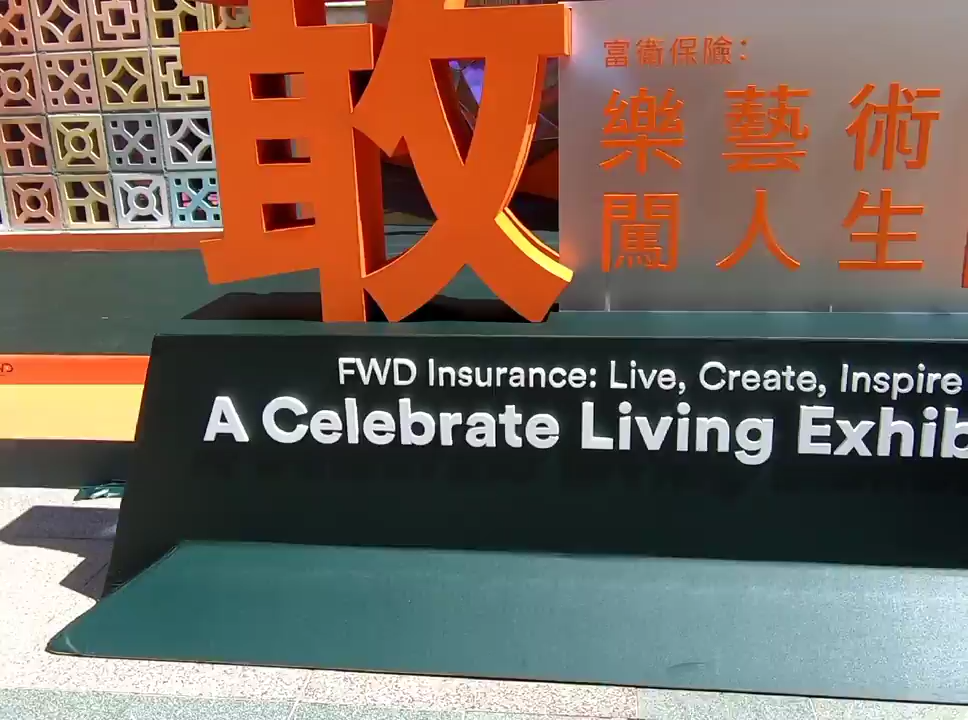 敢
富衛保險：
樂藝術
闖人生
FWD Insurance: Live, Create, Inspire
A Celebrate Living Exhib